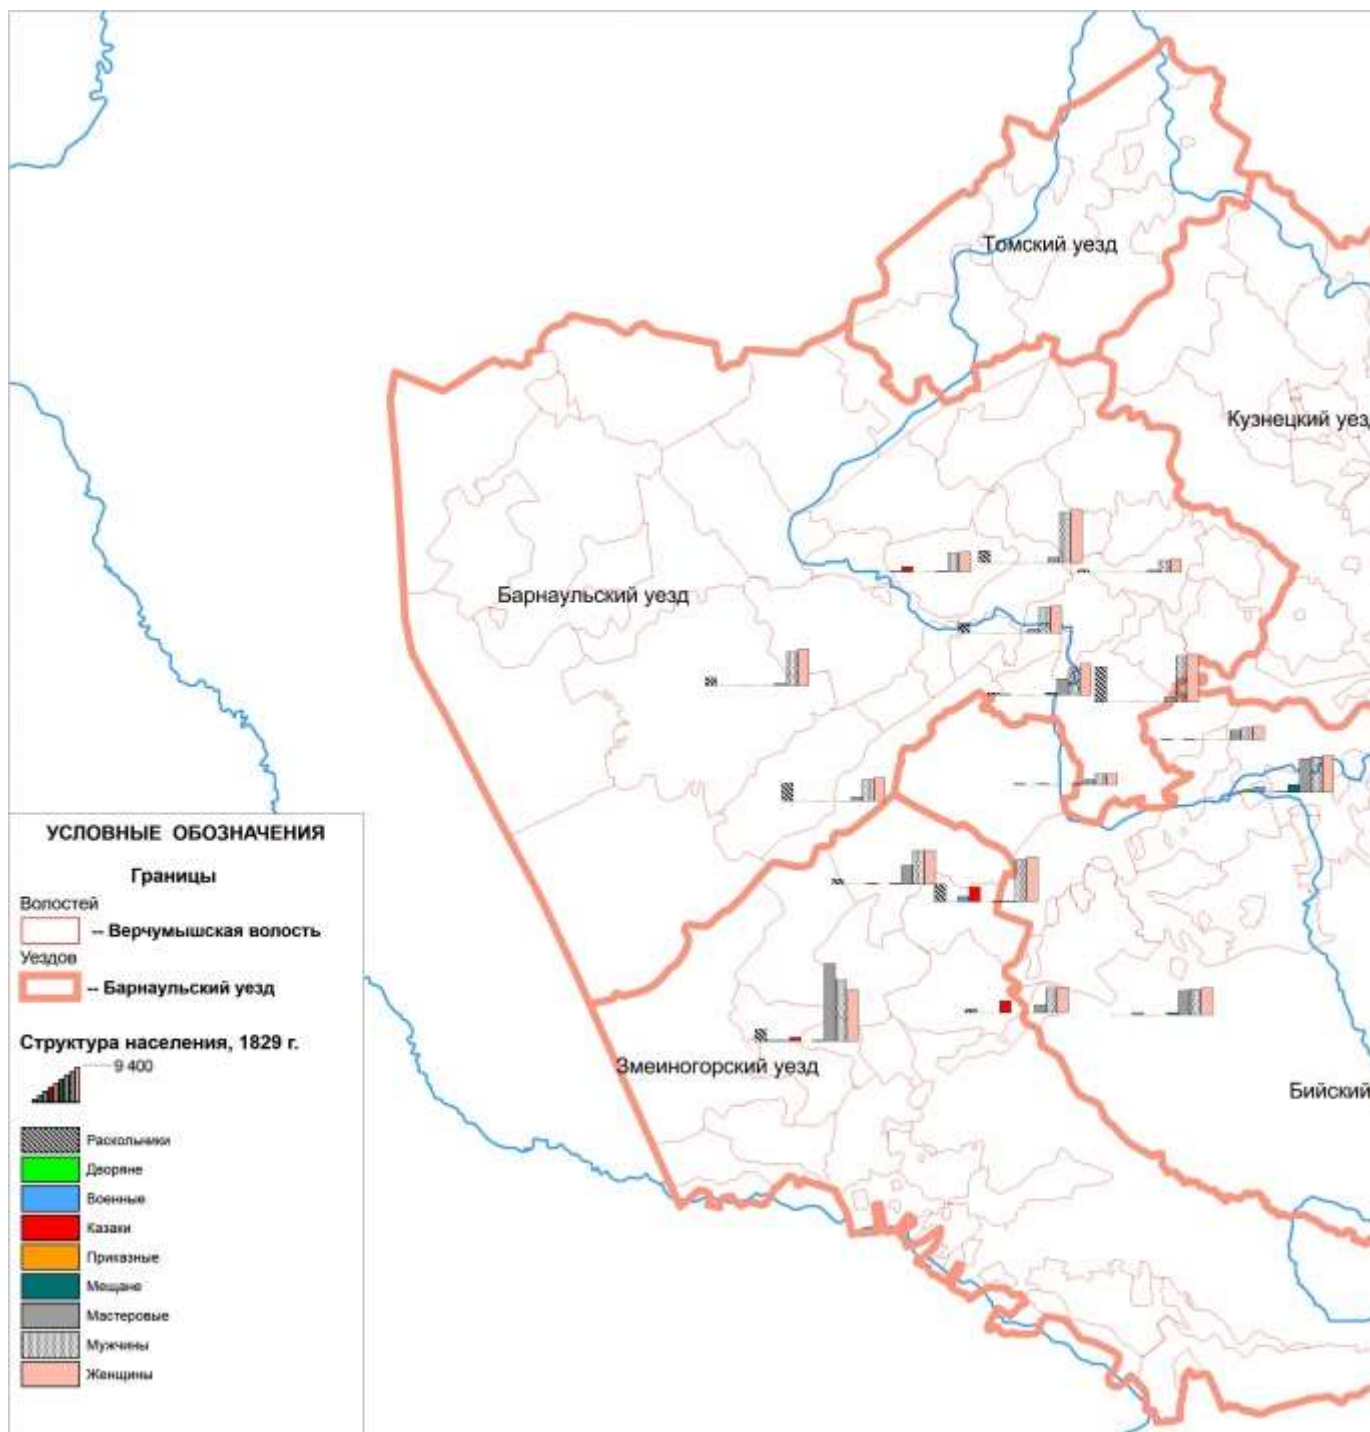 Томский уезд
Кузнецкий уез
Барнаульский уезд
Змеиногорский уезд
Бийский
УСЛОВНЫЕ ОБОЗНАЧЕНИЯ
Границы
Волостей
-- Верчумышская волость
Уездов
-- Барнаульский уезд
Структура населения, 1829 г.
9 400
Раскольники
Дворяне
Военные
Казаки
Приказные
Мещане
Мастеровые
Мужчины
Женщины